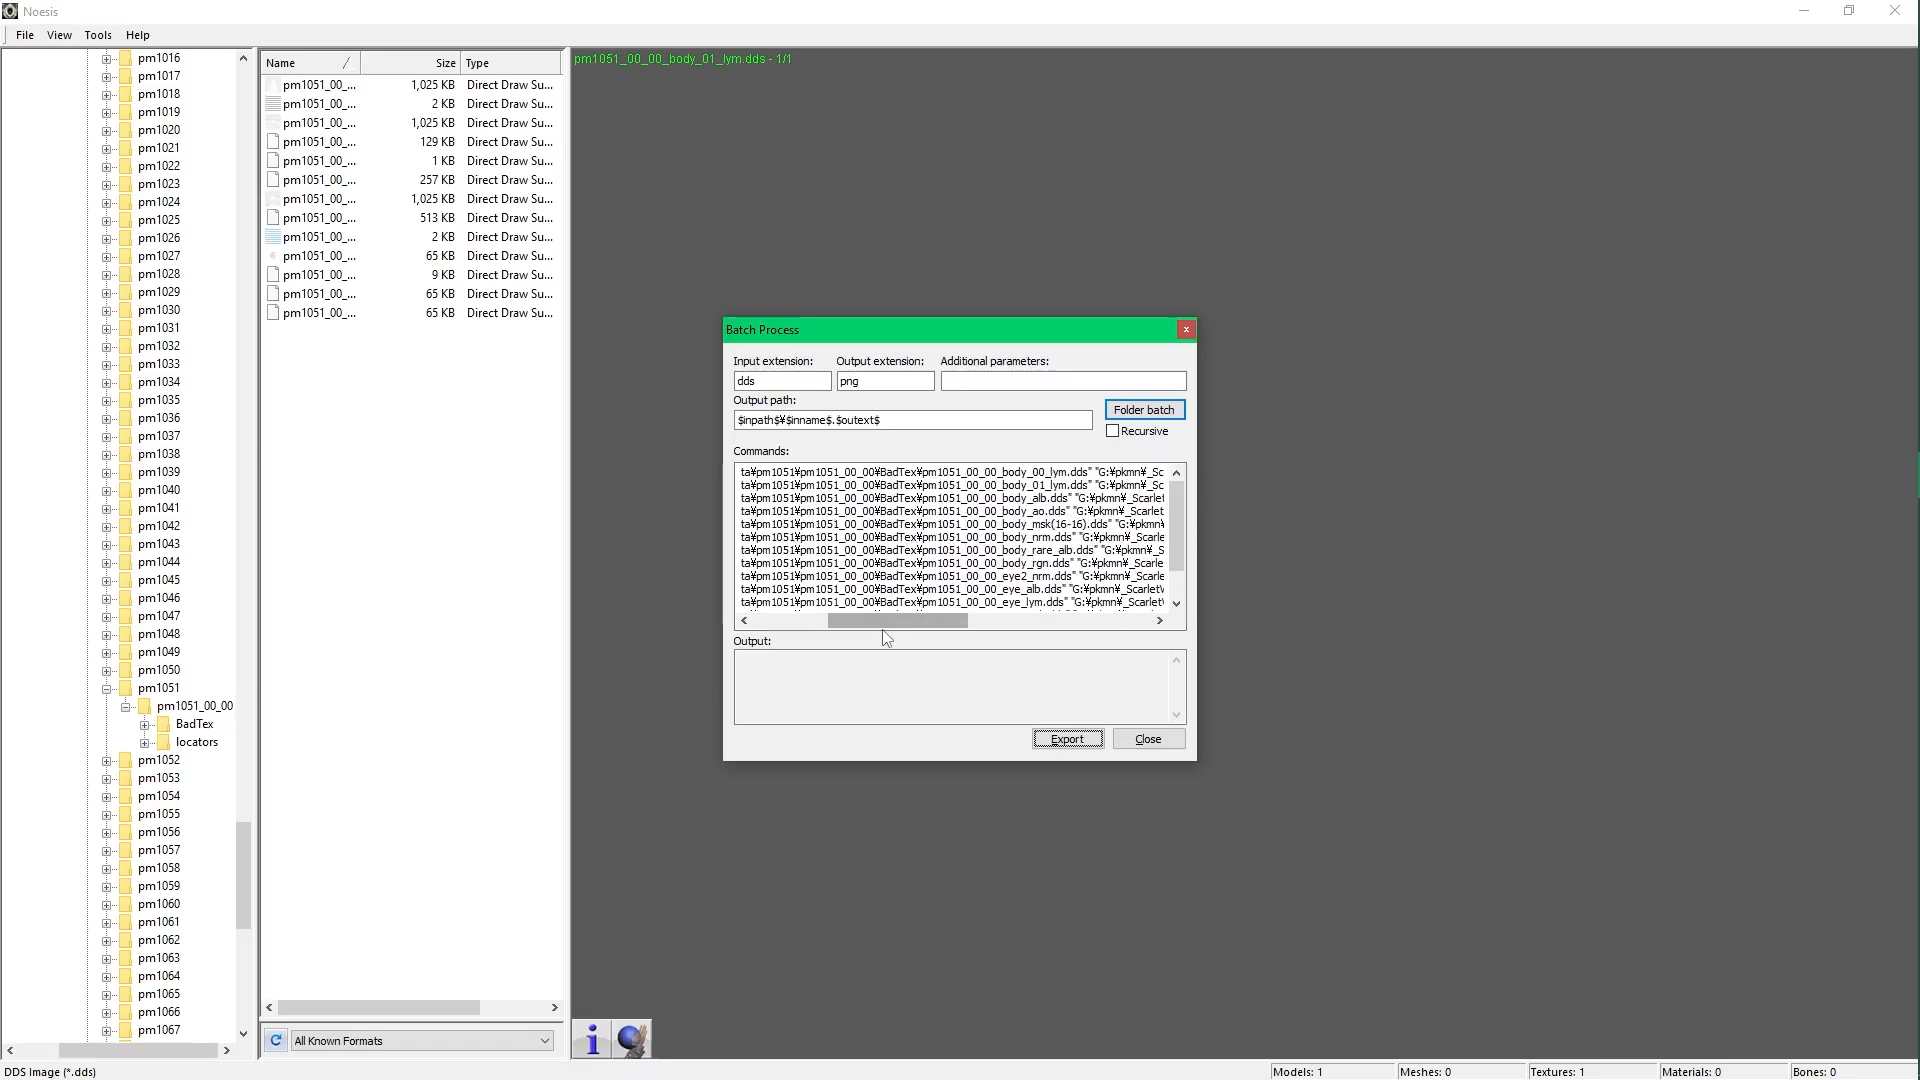 Noesis
File View Tools Help
pm1016
pm1017
pm1018
pm1019
pm1020
pm1021
pm1022
pm1023
pm1024
pm1025
pm1026
pm1027
pm1028
pm1029
pm1030
pm1031
pm1032
pm1033
pm1034
pm1035
pm1036
pm1037
pm1038
pm1039
pm1040
pm1041
pm1042
pm1043
pm1044
pm1045
pm1046
pm1047
pm1048
pm1049
pm1050
pm1051
pm1051_00_00
BadTex
locators
pm1052
pm1053
pm1054
pm1055
pm1056
pm1057
pm1058
pm1059
pm1060
pm1061
pm1062
pm1063
pm1064
pm1065
pm1066
pm1067
Name Size Type
pm1051_00_... 1,025 KB Direct Draw Su...
pm1051_00_... 2 KB Direct Draw Su...
pm1051_00_... 1,025 KB Direct Draw Su...
pm1051_00_... 129 KB Direct Draw Su...
pm1051_00_... 1 KB Direct Draw Su...
pm1051_00_... 257 KB Direct Draw Su...
pm1051_00_... 1,025 KB Direct Draw Su...
pm1051_00_... 513 KB Direct Draw Su...
pm1051_00_... 2 KB Direct Draw Su...
pm1051_00_... 65 KB Direct Draw Su...
pm1051_00_... 9 KB Direct Draw Su...
pm1051_00_... 65 KB Direct Draw Su...
pm1051_00_... 65 KB Direct Draw Su...
All Known Formats
pm1051_00_00_body_01_lym.dds - 1/1
Batch Process
Input extension: Output extension: Additional parameters:
dds png
Output path:
$inpath$¥$inname$.$outext$
Folder batch
Recursive
Commands:
ta¥pm1051¥pm1051_00_00¥BadTex¥pm1051_00_00_body_00_lym.dds" "G:¥pkmn¥_Sc
ta¥pm1051¥pm1051_00_00¥BadTex¥pm1051_00_00_body_01_lym.dds" "G:¥pkmn¥_Sc
ta¥pm1051¥pm1051_00_00¥BadTex¥pm1051_00_00_body_alb.dds" "G:¥pkmn¥_Scarlet
ta¥pm1051¥pm1051_00_00¥BadTex¥pm1051_00_00_body_ao.dds" "G:¥pkmn¥_Scarlet
ta¥pm1051¥pm1051_00_00¥BadTex¥pm1051_00_00_body_msk(16-16).dds" "G:¥pkmn¥
ta¥pm1051¥pm1051_00_00¥BadTex¥pm1051_00_00_body_nrm.dds" "G:¥pkmn¥_Scarle
ta¥pm1051¥pm1051_00_00¥BadTex¥pm1051_00_00_body_rare_alb.dds" "G:¥pkmn¥_S
ta¥pm1051¥pm1051_00_00¥BadTex¥pm1051_00_00_body_rgn.dds" "G:¥pkmn¥_Scarle
ta¥pm1051¥pm1051_00_00¥BadTex¥pm1051_00_00_eye2_nrm.dds" "G:¥pkmn¥_Scarle
ta¥pm1051¥pm1051_00_00¥BadTex¥pm1051_00_00_eye_alb.dds" "G:¥pkmn¥_ScarletV
ta¥pm1051¥pm1051_00_00¥BadTex¥pm1051_00_00_eye_lym.dds" "G:¥pkmn¥_ScarletV
Output:
Export Close
DDS Image (*.dds) Models: 1 Meshes: 0 Textures: 1 Materials: 0 Bones: 0